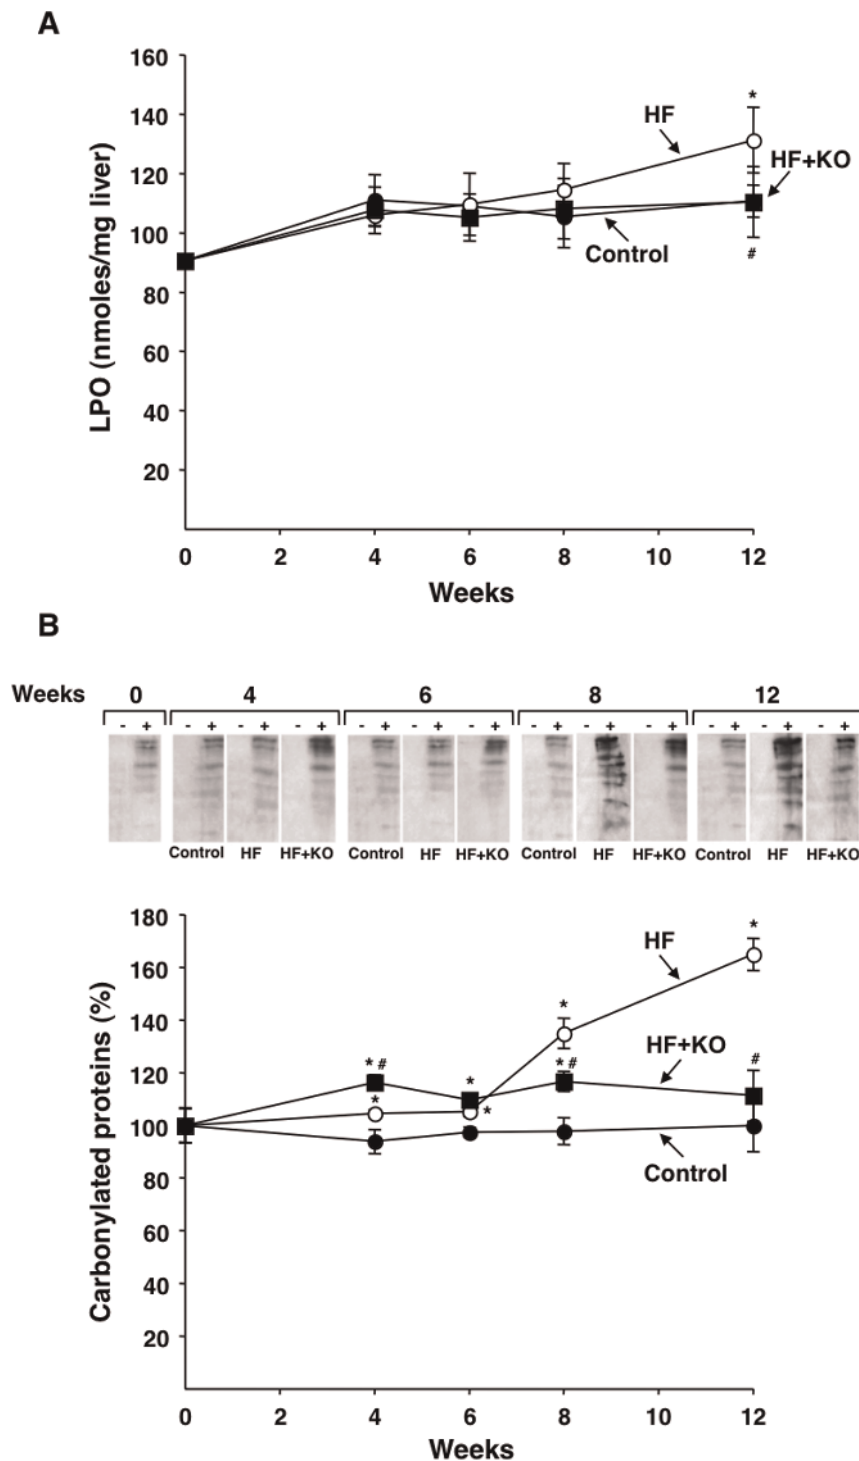 A
160
140
120
100
80
60
40
20
LPO (nmoles/mg liver)
*
HF
HF+KO
Control
#
0 2 4 6 8 10 12
Weeks
B
Weeks 0 4 6 8 12
- + - + - + - + - + - + - + - + - + - + - + - + - +
Control HF HF+KO Control HF HF+KO Control HF HF+KO Control HF HF+KO
180
160
140
120
100
80
60
40
20
Carbonylated proteins (%)
*
HF
*
HF+KO
* # * * # #
* *
Control
0 2 4 6 8 10 12
Weeks